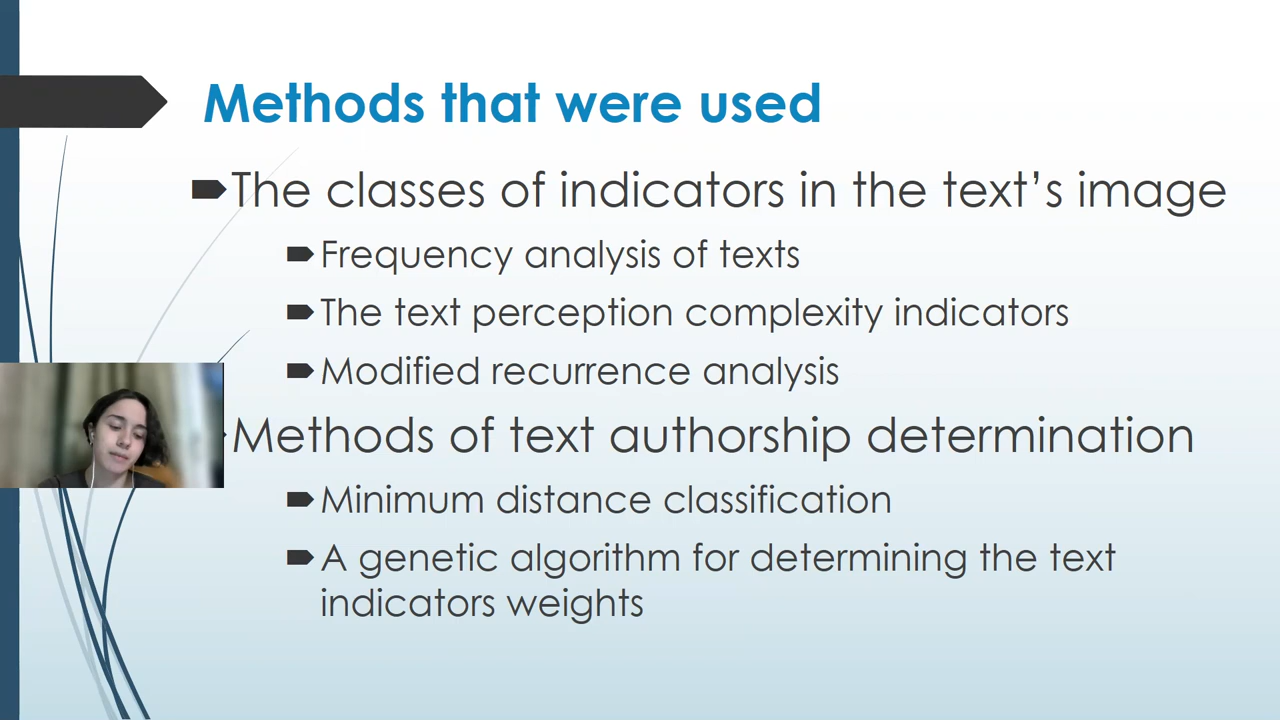 Methods that were used
The classes of indicators in the text’s image
Frequency analysis of texts
The text perception complexity indicators
Modified recurrence analysis
Methods of text authorship determination
Minimum distance classification
A genetic algorithm for determining the text
indicators weights